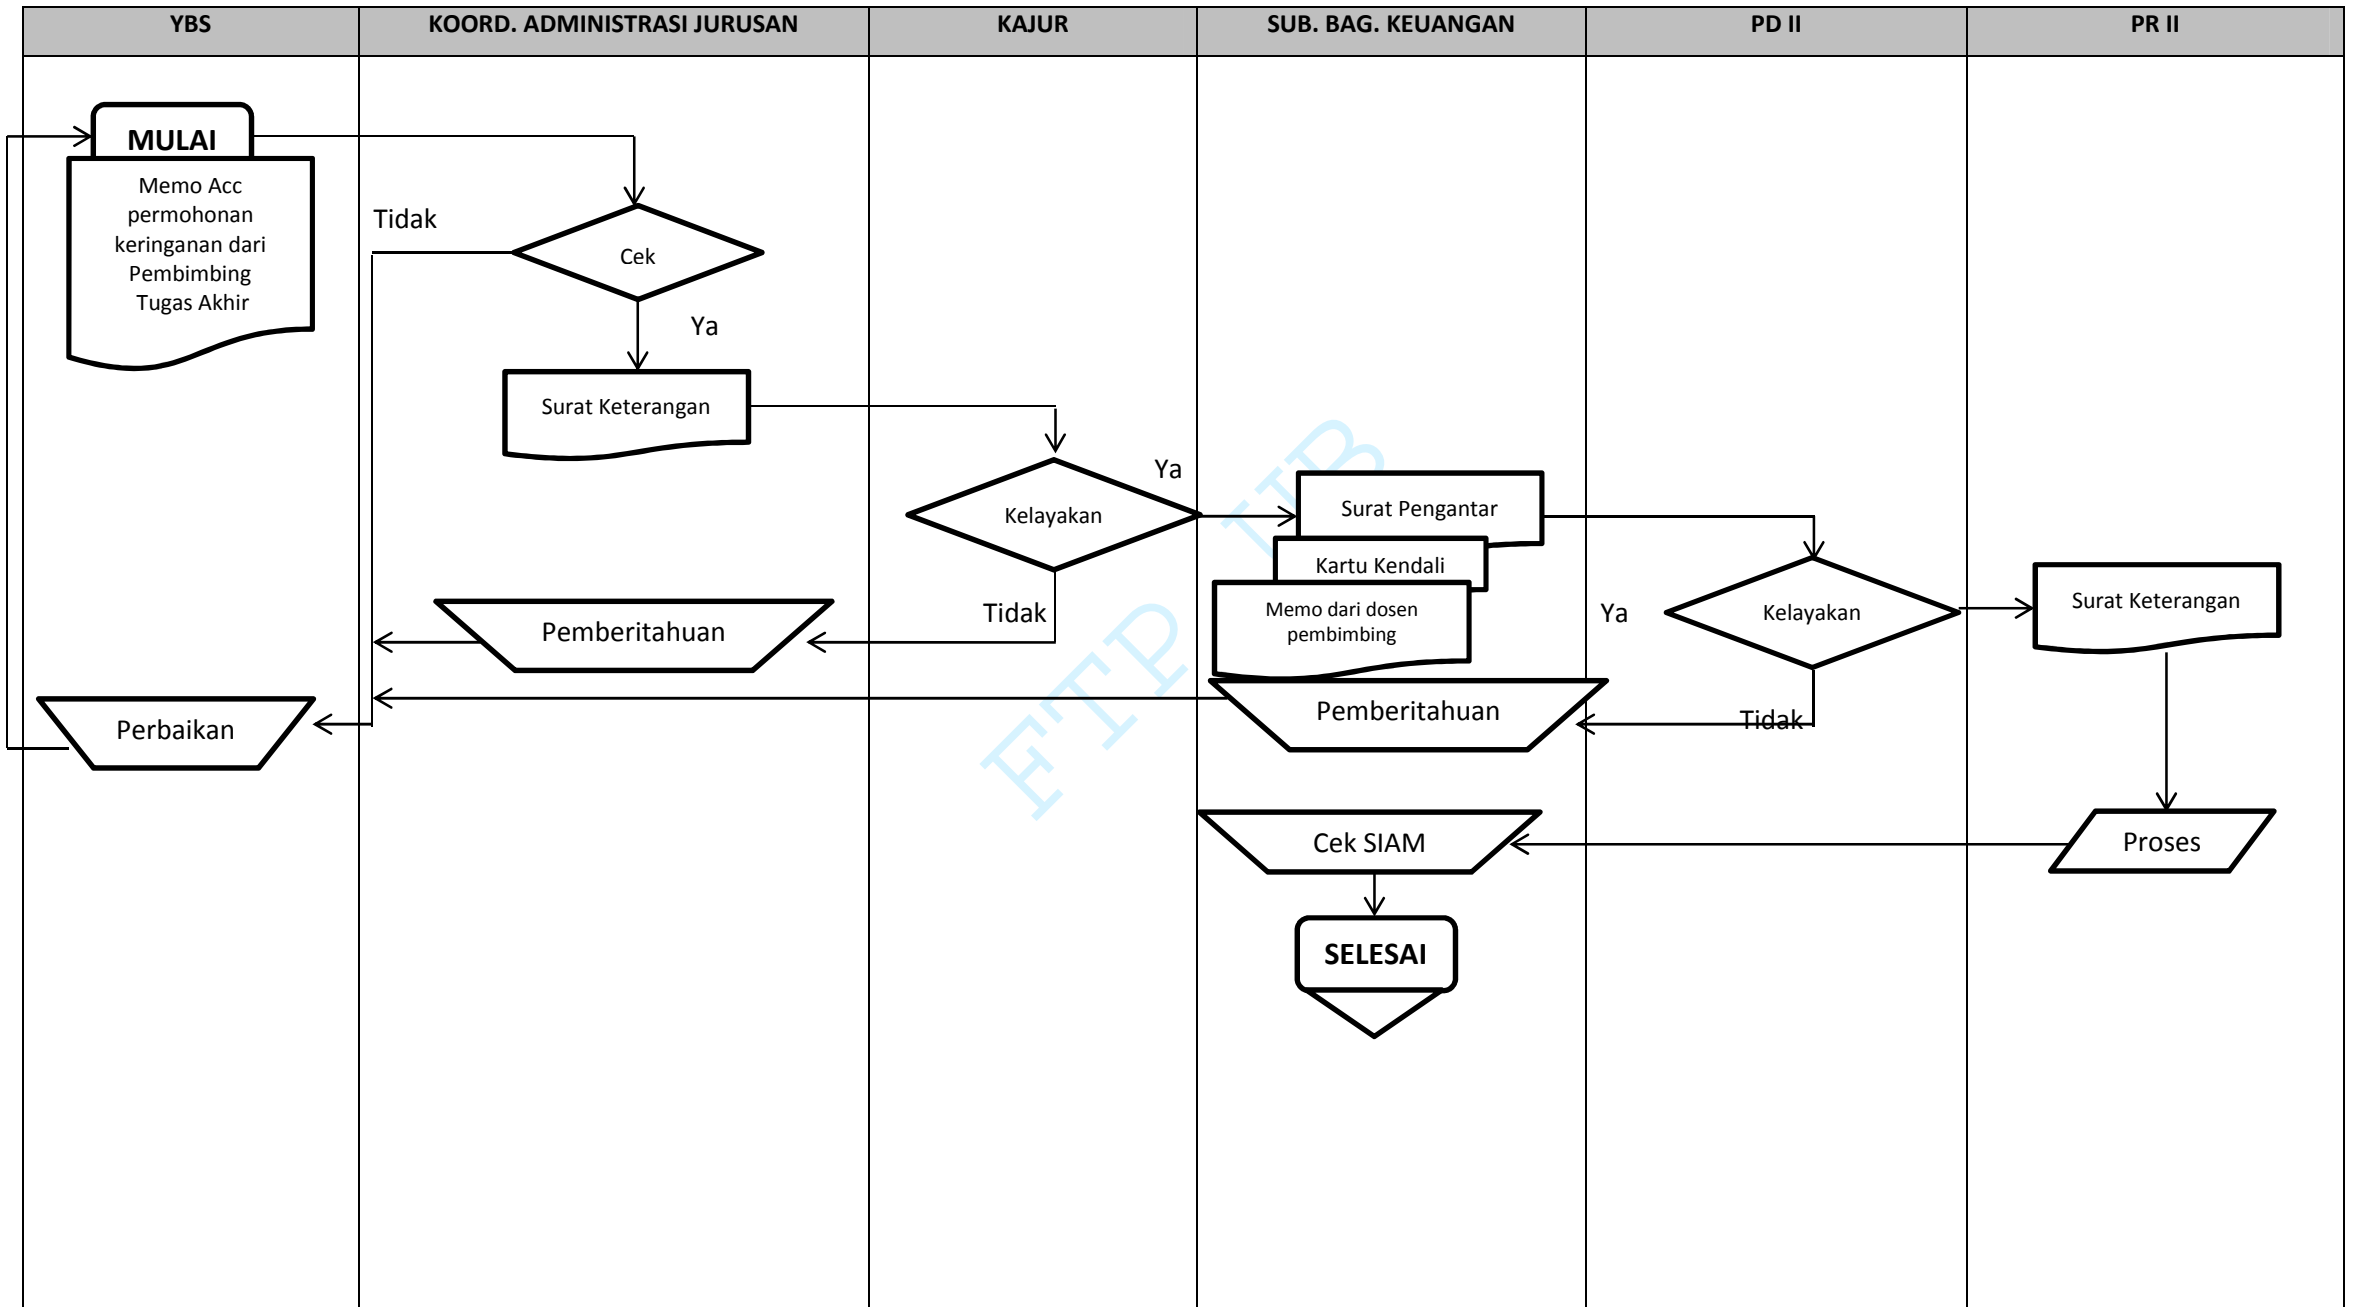 YBS
KOORD. ADMINISTRASI JURUSAN
KAJUR
SUB. BAG. KEUANGAN
PD II
PR II
MULAI
Memo Acc
permohonan
keringanan dari
Pembimbing
Tugas Akhir
Tidak
Cek
Ya
Surat Keterangan
Ya
Kelayakan
Surat Pengantar
Kartu Kendali
Memo dari dosen
pembimbing
Ya
Kelayakan
Surat Keterangan
Tidak
Pemberitahuan
Perbaikan
Pemberitahuan
Tidak
Cek SIAM
Proses
SELESAI
FTP UB